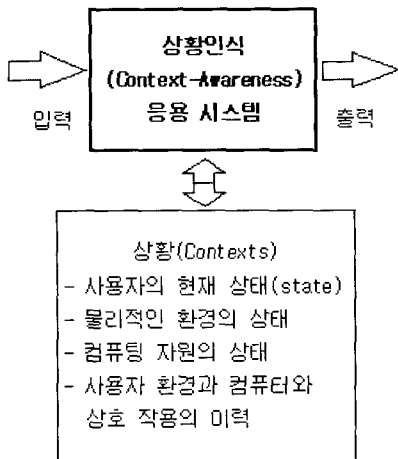 상황인식
(Context-Awareness)
응용 시스템
입력
출력
상황(Contexts)
- 사용자의 현재 상태(state)
- 물리적인 환경의 상태
- 컴퓨팅 자원의 상태
- 사용자 환경과 컴퓨터와
상호 작용의 이력